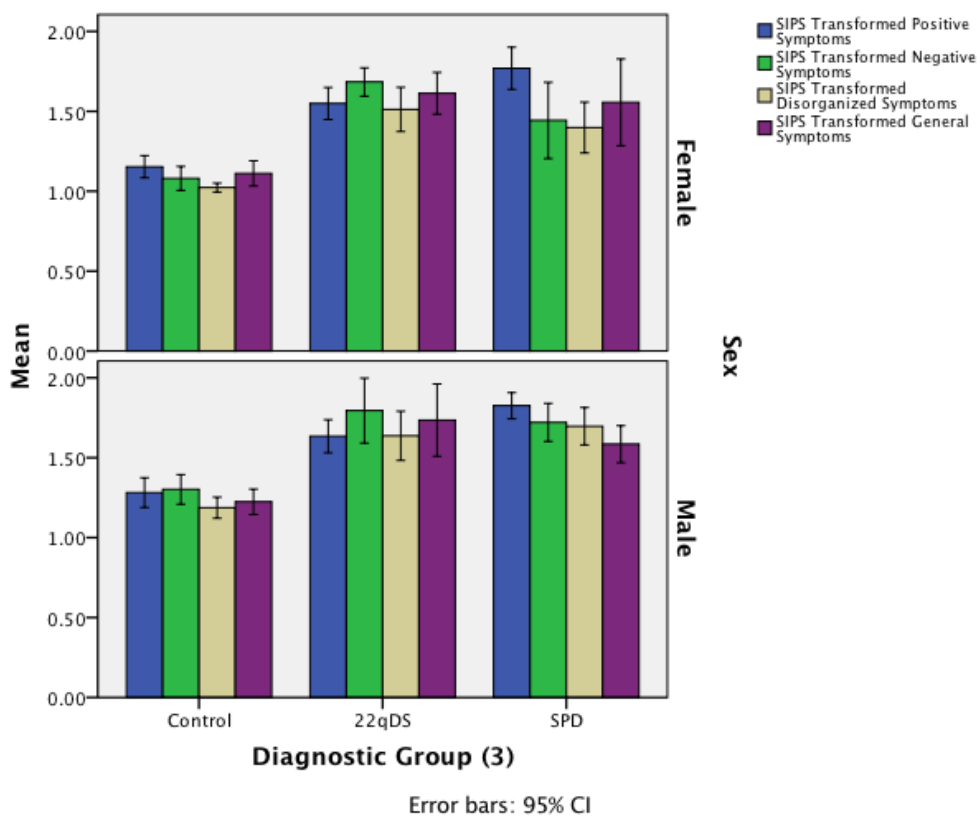 2.00
1.50
1.00
0.50
0.00
2.00
1.50
1.00
0.50
0.00
Mean
Control
22qDS
SPD
Diagnostic Group (3)
Error bars: 95% CI
Female
Male
Sex
SIPS Transformed Positive
Symptoms
SIPS Transformed Negative
Symptoms
SIPS Transformed
Disorganized Symptoms
SIPS Transformed General
Symptoms